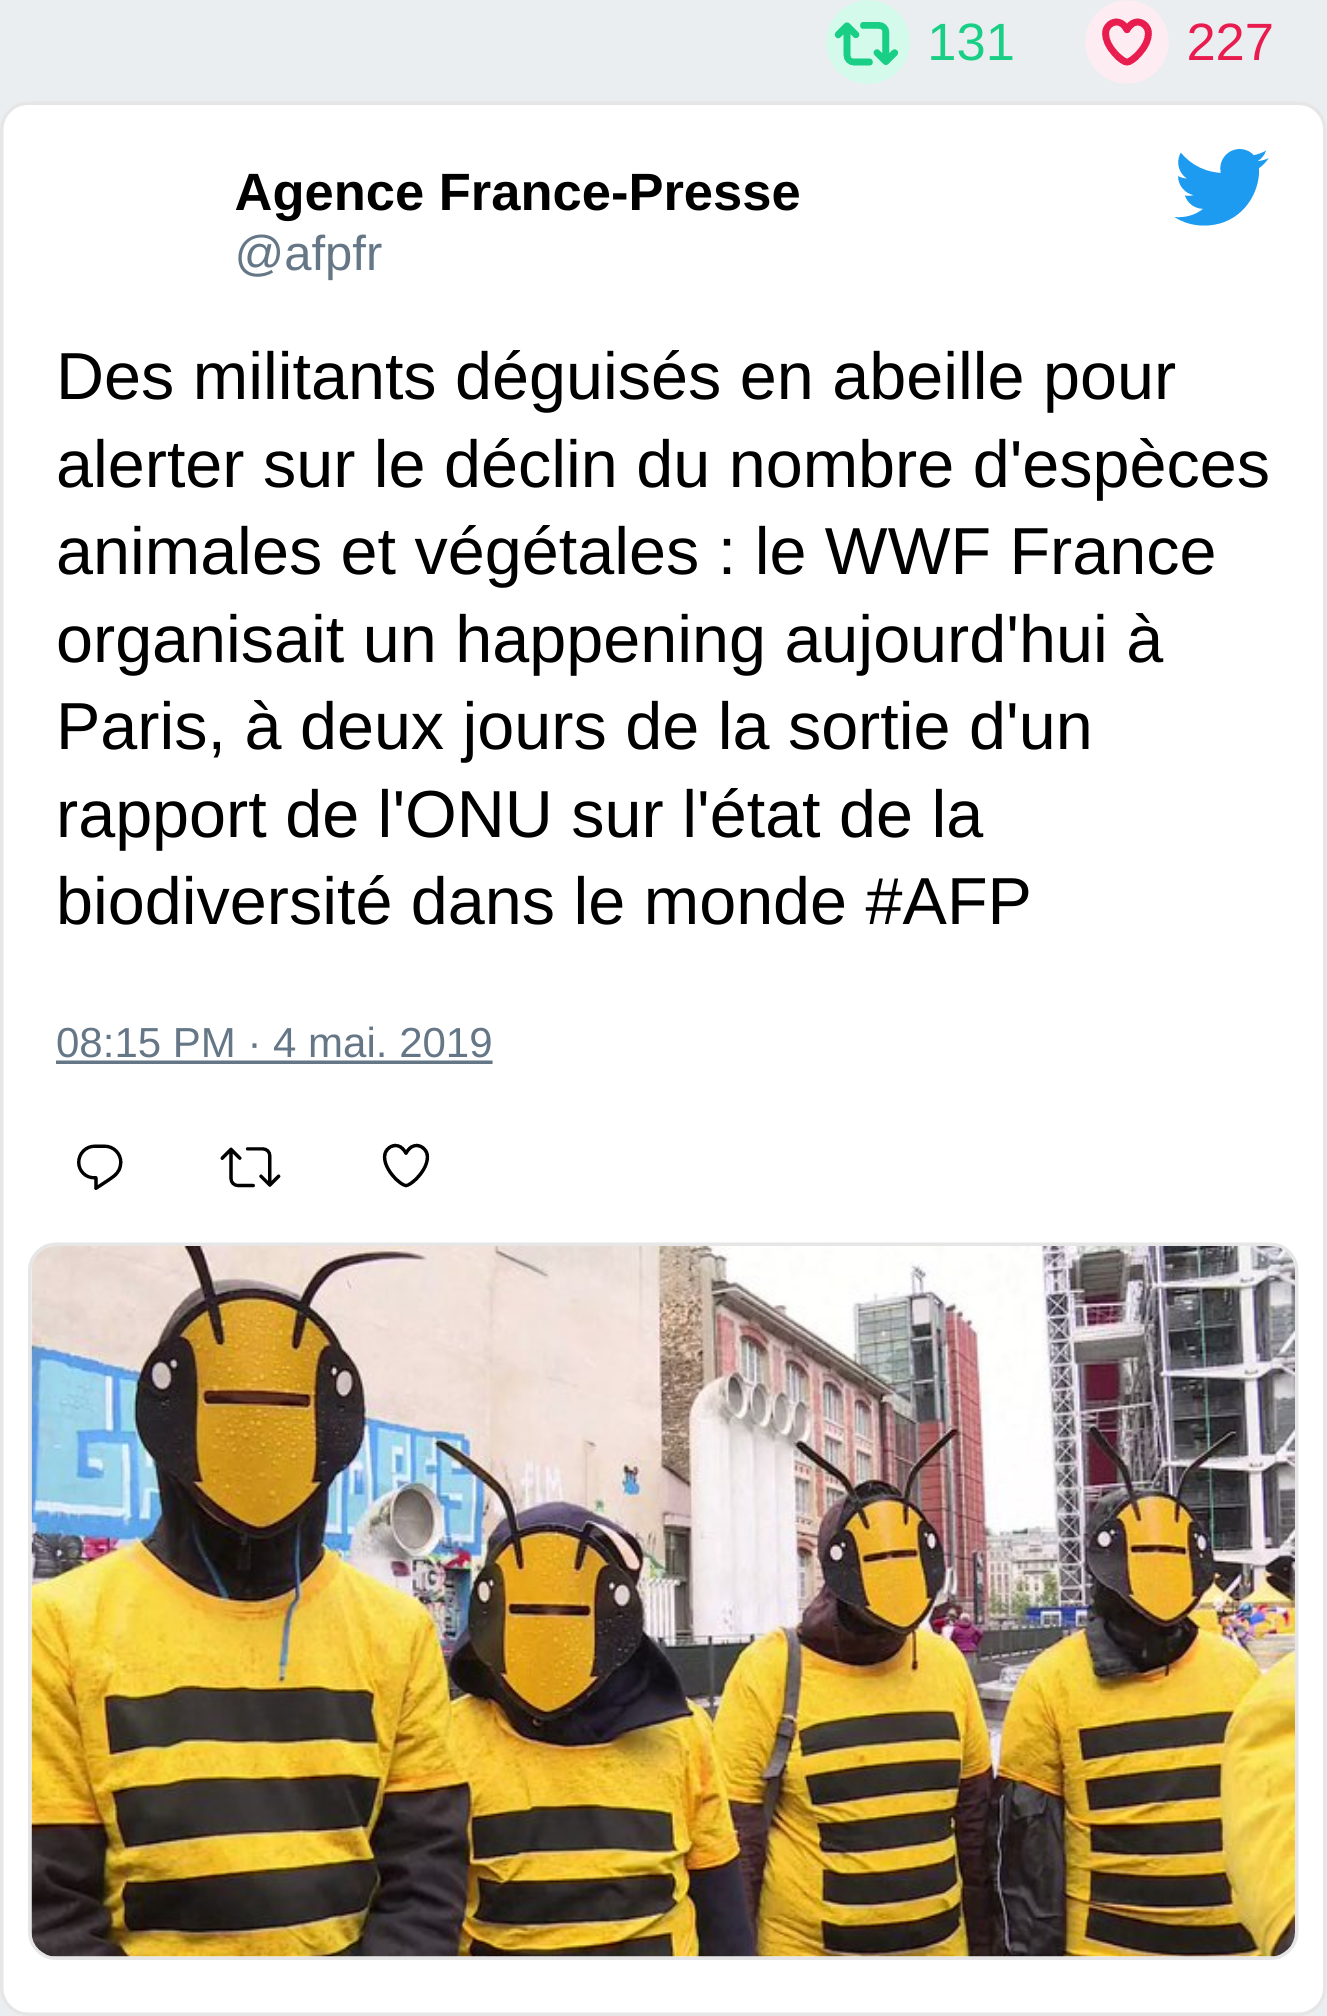 131 227
Agence France-Presse
@afpfr
Des militants déguisés en abeille pour
alerter sur le déclin du nombre d'espèces
animales et végétales : le WWF France
organisait un happening aujourd'hui à
Paris, à deux jours de la sortie d'un
rapport de l'ONU sur l'état de la
biodiversité dans le monde #AFP
08:15 PM · 4 mai. 2019